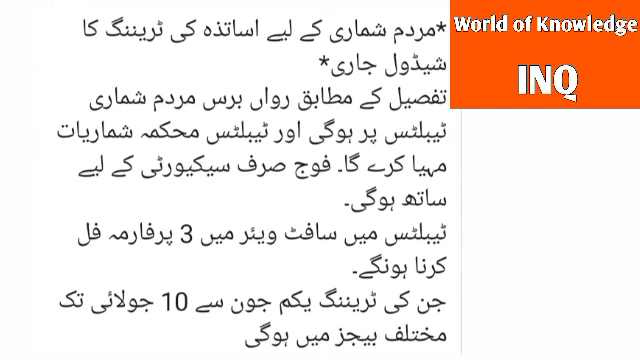 *مردم شماری کے لیے اساتذہ کی ٹریننگ کا
شیڈول جاری*
تفصیل کے مطابق رواں برس مردم شماری
ٹیبلٹس پر ہوگی اور ٹیبلٹس محکمہ شماریات
مہیا کرے گا۔ فوج صرف سیکیورٹی کے لیے
ساتھ ہوگی۔
ٹیبلٹس میں سافٹ ویئر میں 3 پرفارمہ فل
کرنا ہونگے۔
جن کی ٹریننگ یکم جون سے 10 جولائی تک
مختلف بیجز میں ہوگی
World of Knowledge
INQ